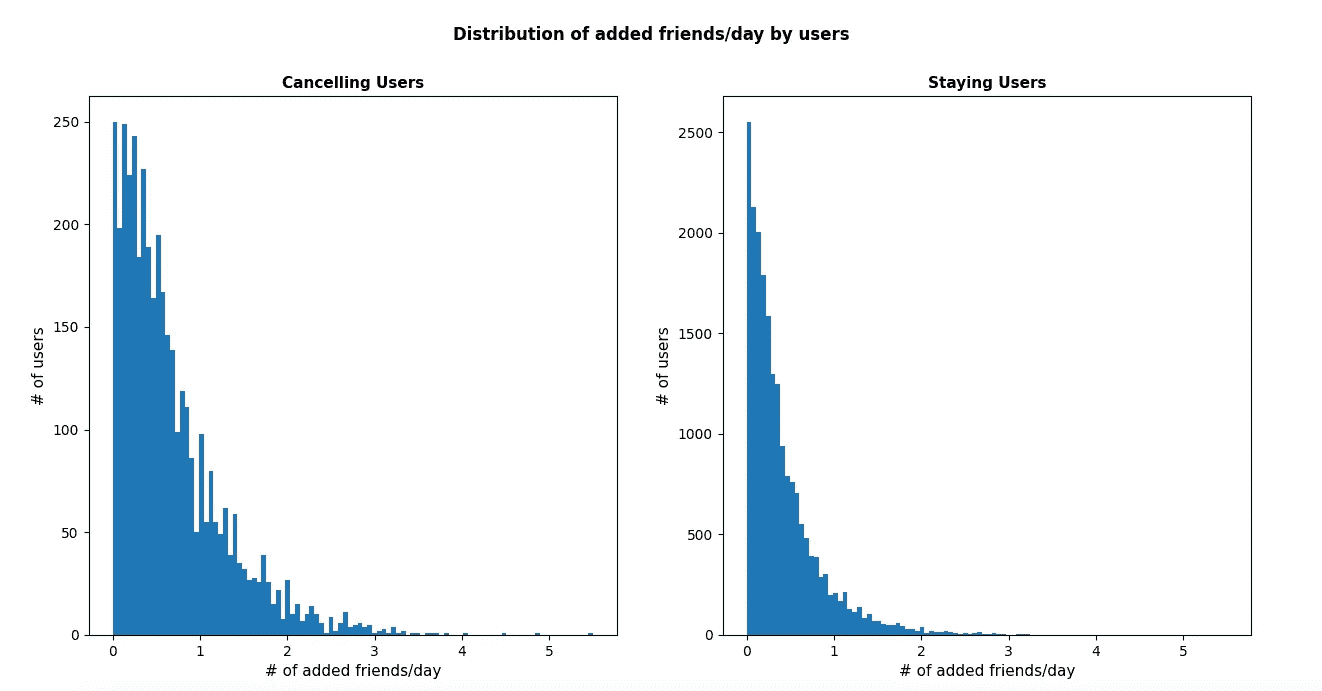 Distribution of added friends/day by users
Cancelling Users
250
200
150
100
50
0
# of users
0 1 2 3 4 5
# of added friends/day
Staying Users
2500
2000
1500
1000
500
0
# of users
0 1 2 3 4 5
# of added friends/day